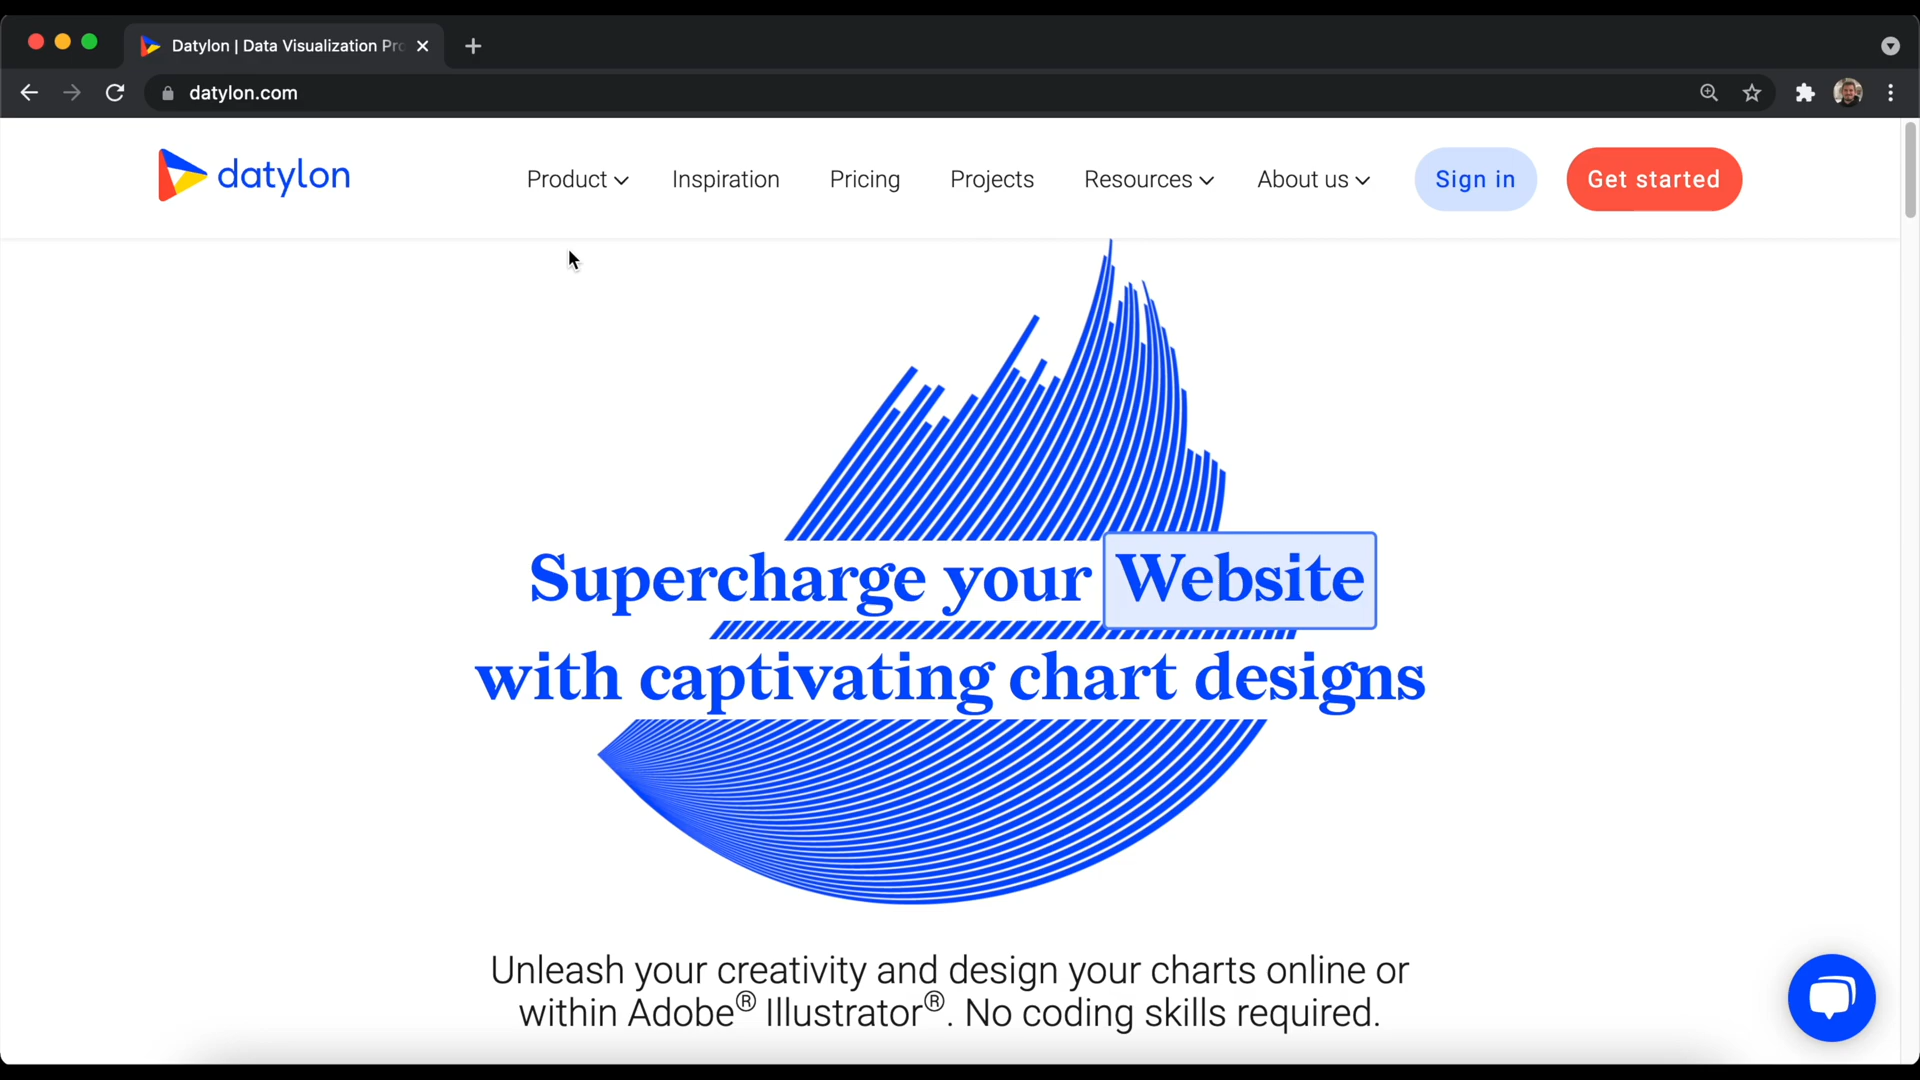 Datylon | Data Visualization Pro
datylon.com
datylon
Product Inspiration Pricing Projects Resources About us Sign in Get started
Supercharge your Website
with captivating chart designs
Unleash your creativity and design your charts online or
within Adobe® Illustrator®. No coding skills required.